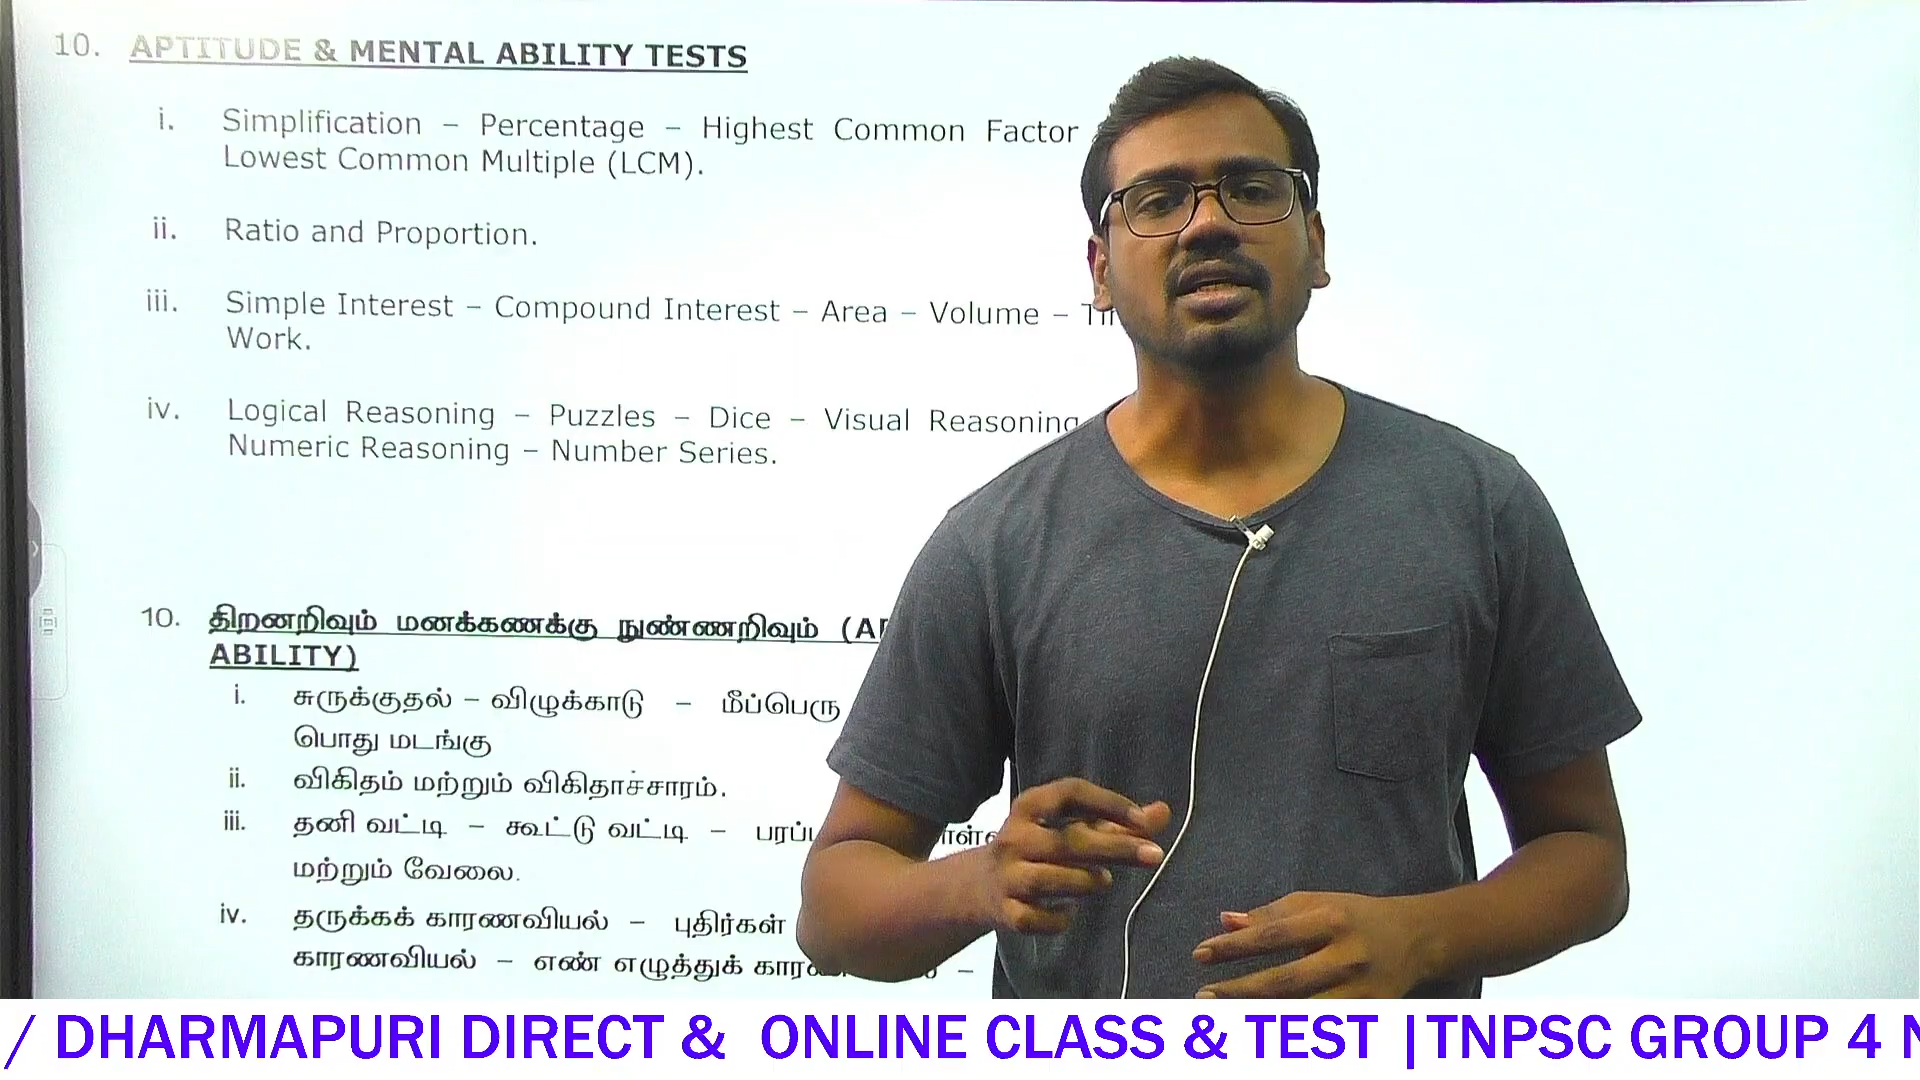 10. APTITUDE & MENTAL ABILITY TESTS
i. Simplification – Percentage – Highest Common Factor
Lowest Common Multiple (LCM).
ii. Ratio and Proportion.
iii. Simple Interest – Compound Interest – Area – Volume –
Work.
iv. Logical Reasoning – Puzzles – Dice – Visual Reasoning
Numeric Reasoning – Number Series.
10. திறனறிவும் மனக்கணக்கு நுண்ணறிவும்
ABILITY)
i. சுருக்குதல் – விழுக்காடு – மீப்பெரு
பொது மடங்கு
ii. விகிதம் மற்றும் விகிதாச்சாரம்.
iii. தனி வட்டி – கூட்டு வட்டி –
மற்றும் வேலை.
iv. தருக்கக் காரணவியல் – புதிர்கள்
காரணவியல் – எண் எழுத்துக் –
/ DHARMAPURI DIRECT & ONLINE CLASS & TEST |TNPSC GROUP 4